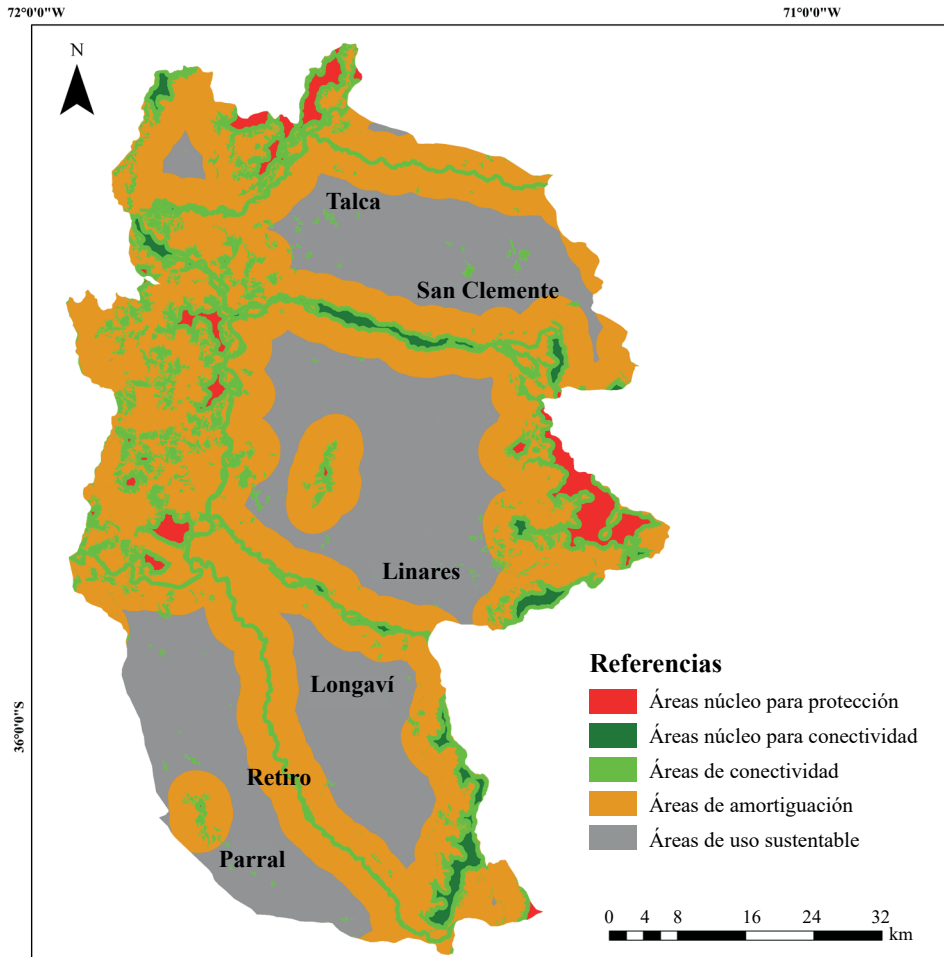 72°0'0"W
71°0'0"W
N
Talca
San Clemente
Linares
Longaví
Retiro
Parral
36°0'0"S
Referencias
Áreas núcleo para protección
Áreas núcleo para conectividad
Áreas de conectividad
Áreas de amortiguación
Áreas de uso sustentable
0 4 8 16 24 32
km